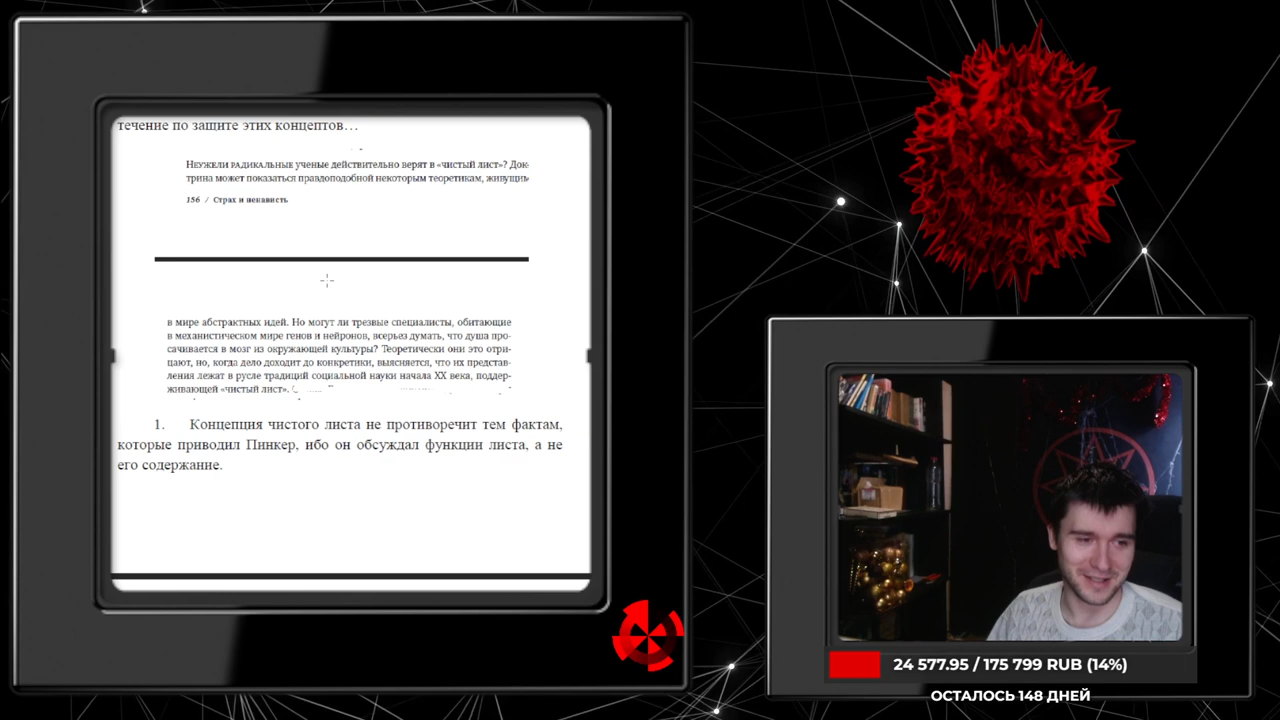 течение по защите этих концептов…
Неужели радикальные ученые действительно верят в «чистый лист»? Док-
трина может показаться правдоподобной некоторым теоретикам, живущим
156 / Страх и ненависть
в мире абстрактных идей. Но могут ли трезвые специалисты, обитающие
в механистическом мире генов и нейронов, всерьез думать, что душа про-
сачивается в мозг из окружающей культуры? Теоретически они это отри-
цают, но, когда дело доходит до конкретики, выясняется, что их представ-
ления лежат в русле традиций социальной науки начала XX века, поддер-
живающей «чистый лист».
1. Концепция чистого листа не противоречит тем фактам,
которые приводил Пинкер, ибо он обсуждал функции листа, а не
его содержание.
24 577.95 / 175 799 RUB (14%)
ОСТАЛОСЬ 148 ДНЕЙ